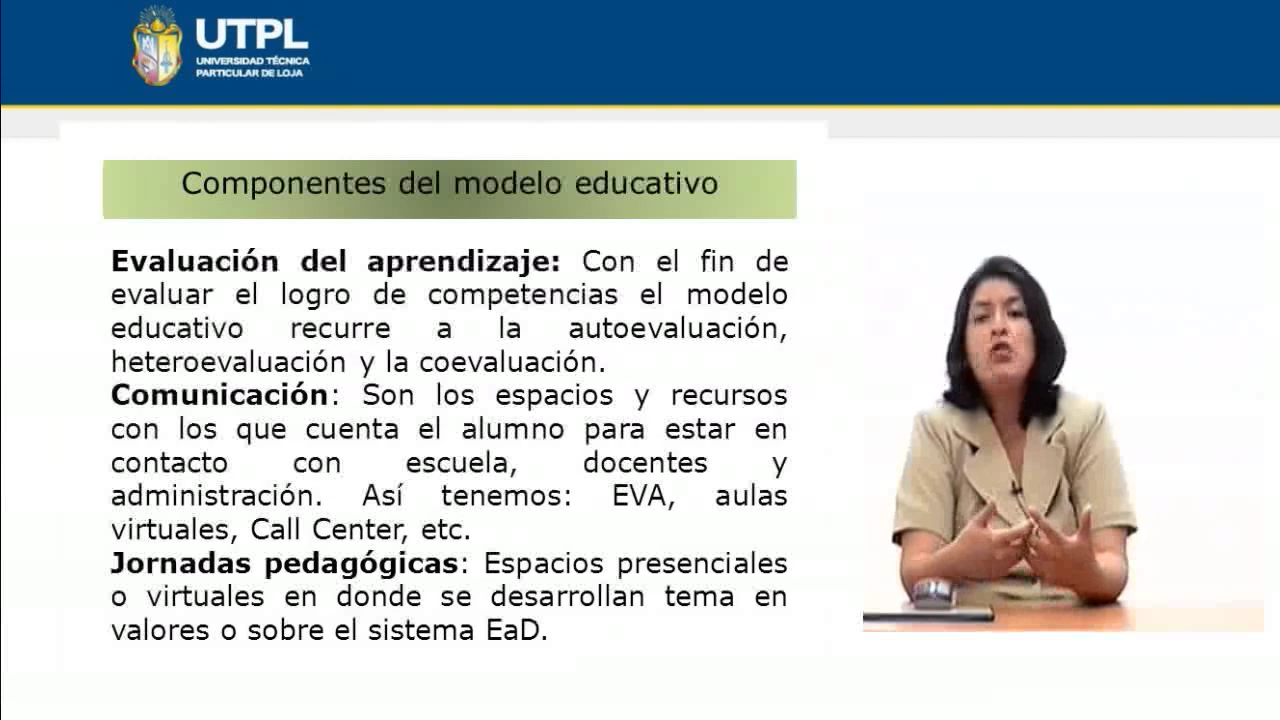 UTPL
UNIVERSIDAD TÉCNICA
PARTICULAR DE LOJA
Componentes del modelo educativo
Evaluación del aprendizaje: Con el fin de
evaluar el logro de competencias el modelo
educativo recurre a la autoevaluación,
heteroevaluación y la coevaluación.
Comunicación: Son los espacios y recursos
con los que cuenta el alumno para estar en
contacto con escuela, docentes y
administración. Así tenemos: EVA, aulas
virtuales, Call Center, etc.
Jornadas pedagógicas: Espacios presenciales
o virtuales en donde se desarrollan tema en
valores o sobre el sistema EaD.